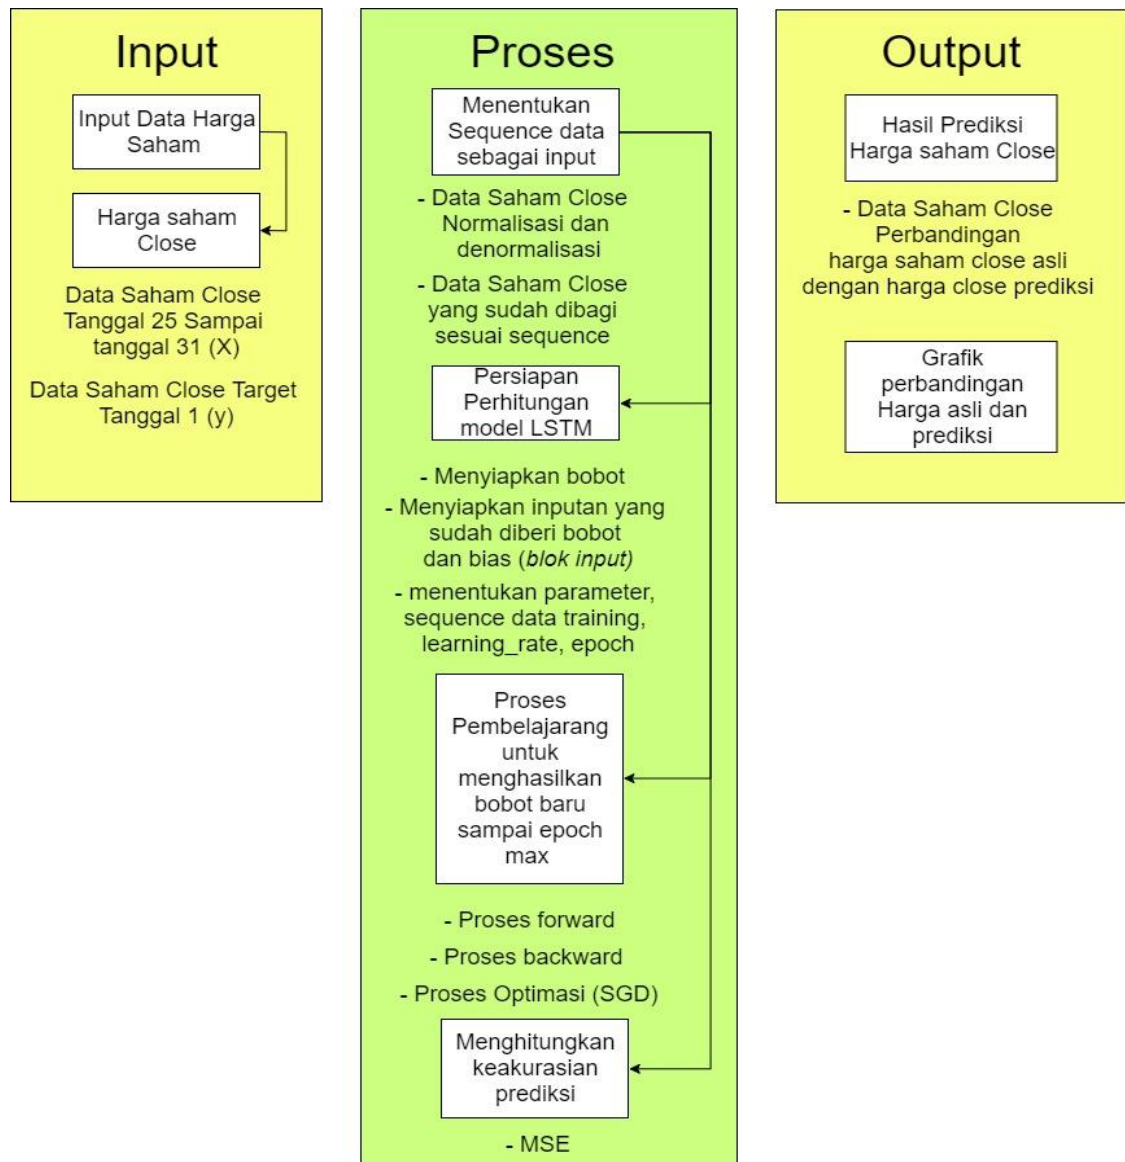 Input
Input Data Harga
Saham
Harga saham
Close
Data Saham Close
Tanggal 25 Sampai
tanggal 31 (X)
Data Saham Close Target
Tanggal 1 (y)
Proses
Menentukan
Sequence data
sebagai input
- Data Saham Close
Normalisasi dan
denormalisasi
- Data Saham Close
yang sudah dibagi
sesuai sequence
Persiapan
Perhitungan
model LSTM
- Menyiapkan bobot
- Menyiapkan inputan yang
sudah diberi bobot
dan bias (blok input)
- menentukan parameter,
sequence data training,
learning_rate, epoch
Proses
Pembelajarang
untuk
menghasilkan
bobot baru
sampai epoch
max
- Proses forward
- Proses backward
- Proses Optimasi (SGD)
Menghitungkan
keakurasian
prediksi
- MSE
Output
Hasil Prediksi
Harga saham Close
- Data Saham Close
Perbandingan
harga saham close asli
dengan harga close prediksi
Grafik
perbandingan
Harga asli dan
prediksi